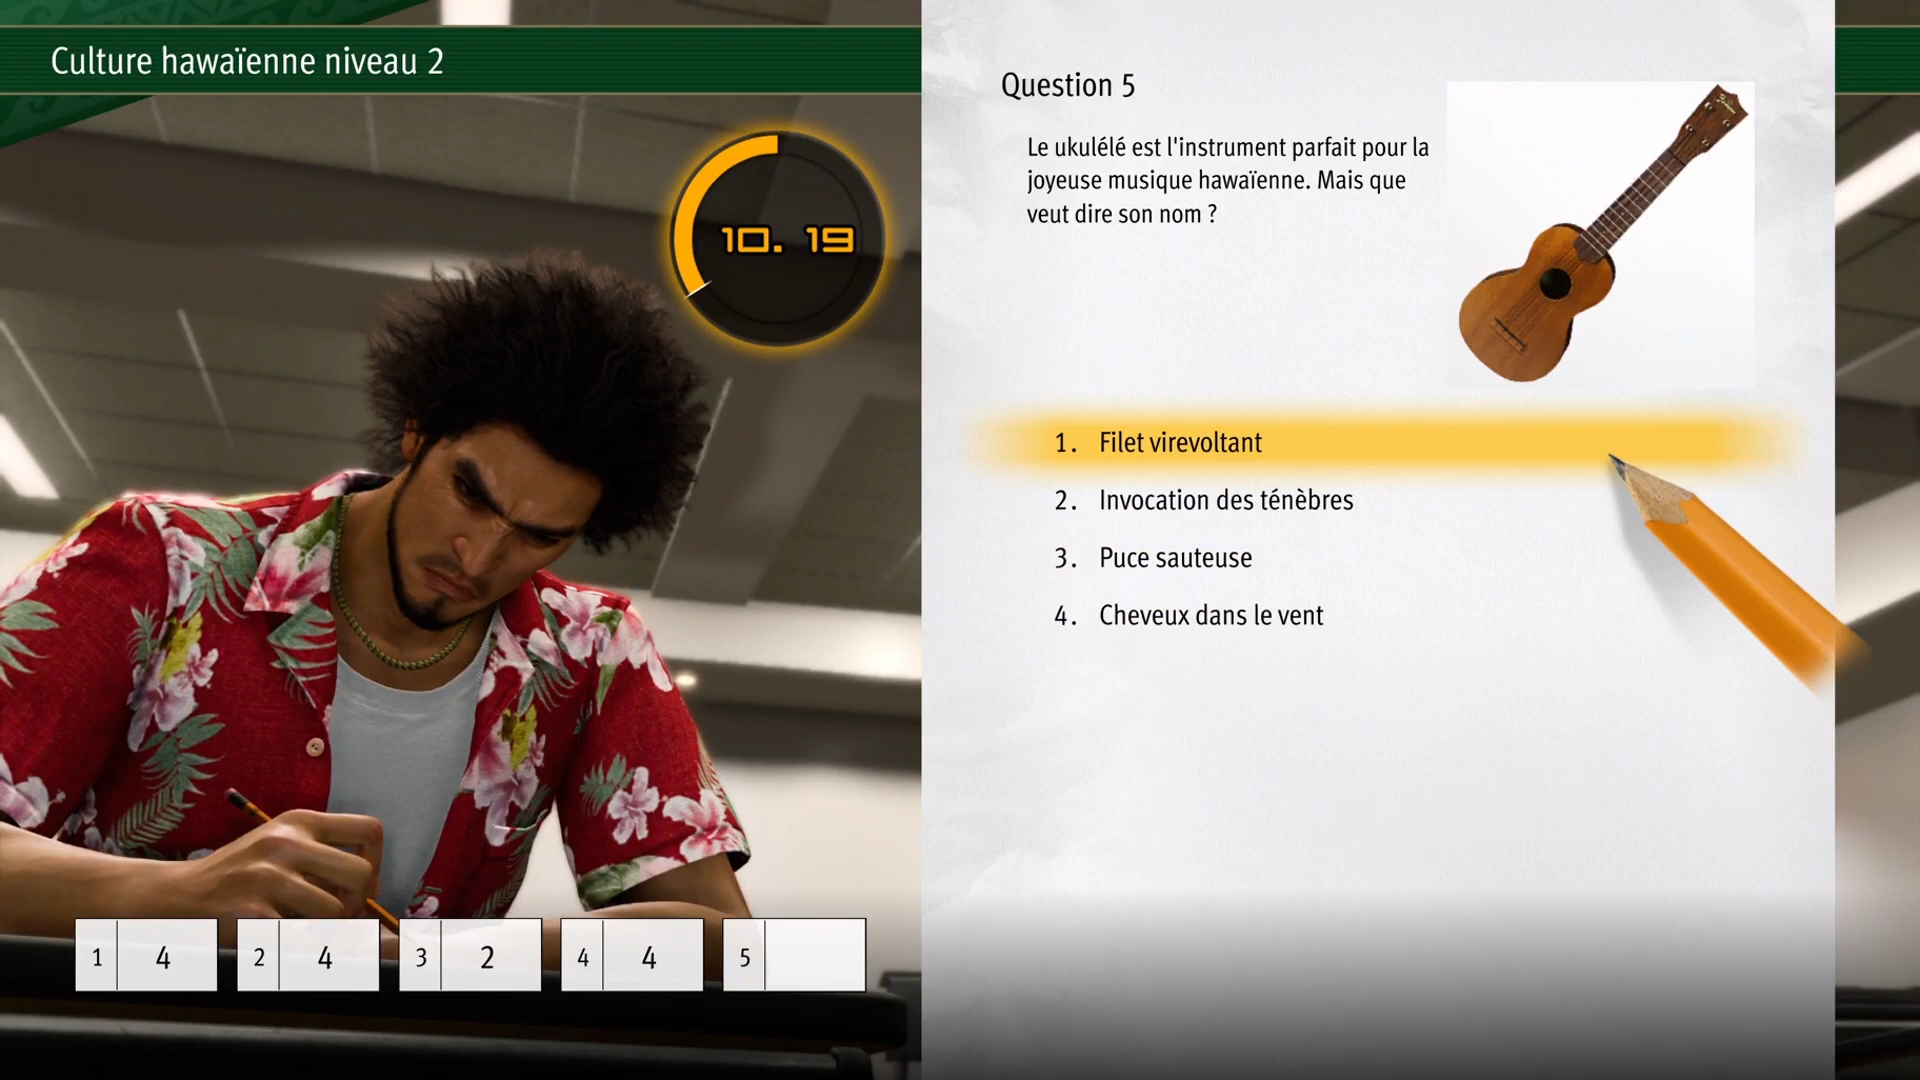 Culture hawaïenne niveau 2
10. 19
Question 5
Le ukulélé est l'instrument parfait pour la
joyeuse musique hawaïenne. Mais que
veut dire son nom ?
1. Filet virevoltant
2. Invocation des ténèbres
3. Puce sauteuse
4. Cheveux dans le vent
1 4 2 4 3 2 4 4 5